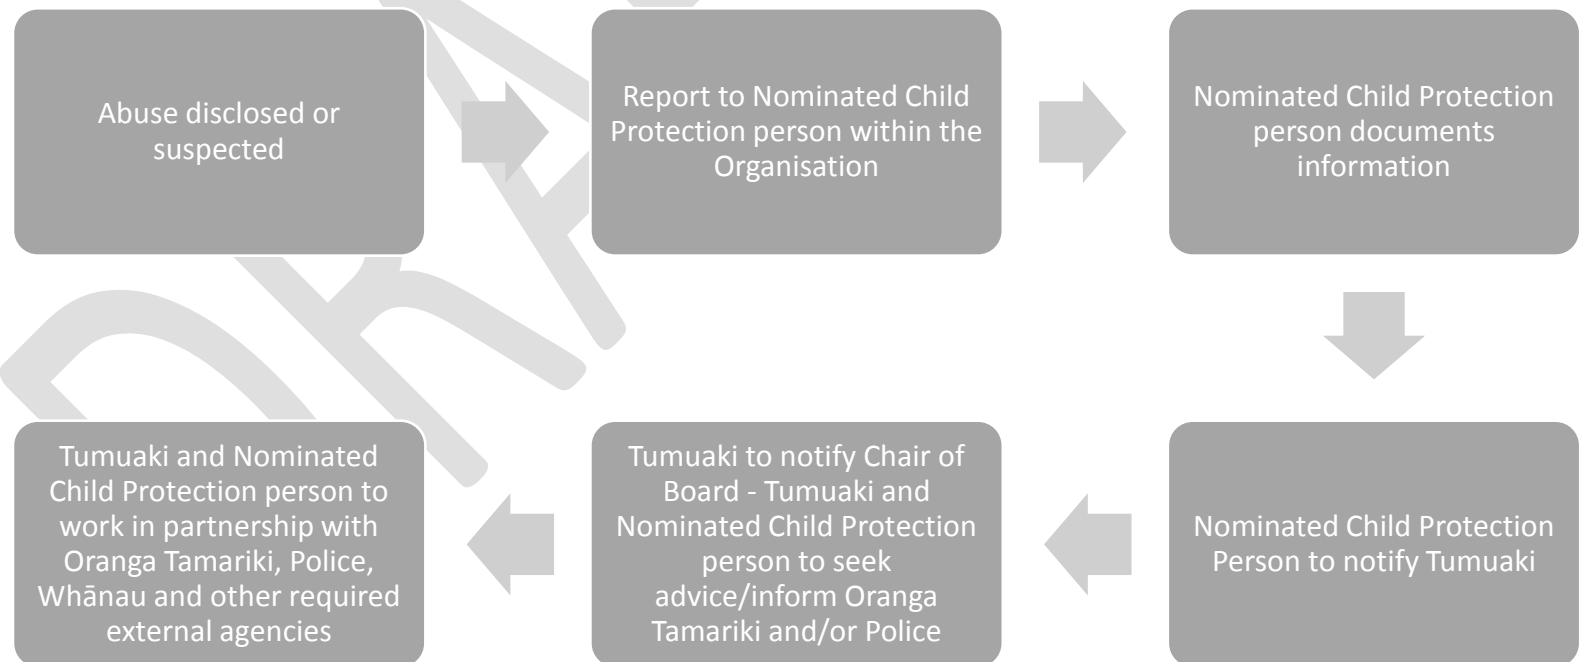 Abuse disclosed or
suspected
Report to Nominated Child
Protection person within the
Organisation
Nominated Child Protection
person documents
information
Nominated Child Protection
Person to notify Tumuaki
Tumuaki to notify Chair of
Board - Tumuaki and
Nominated Child Protection
person to seek
advice/inform Oranga
Tamariki and/or Police
Tumuaki and Nominated
Child Protection person to
work in partnership with
Oranga Tamariki, Police,
Whānau and other required
external agencies